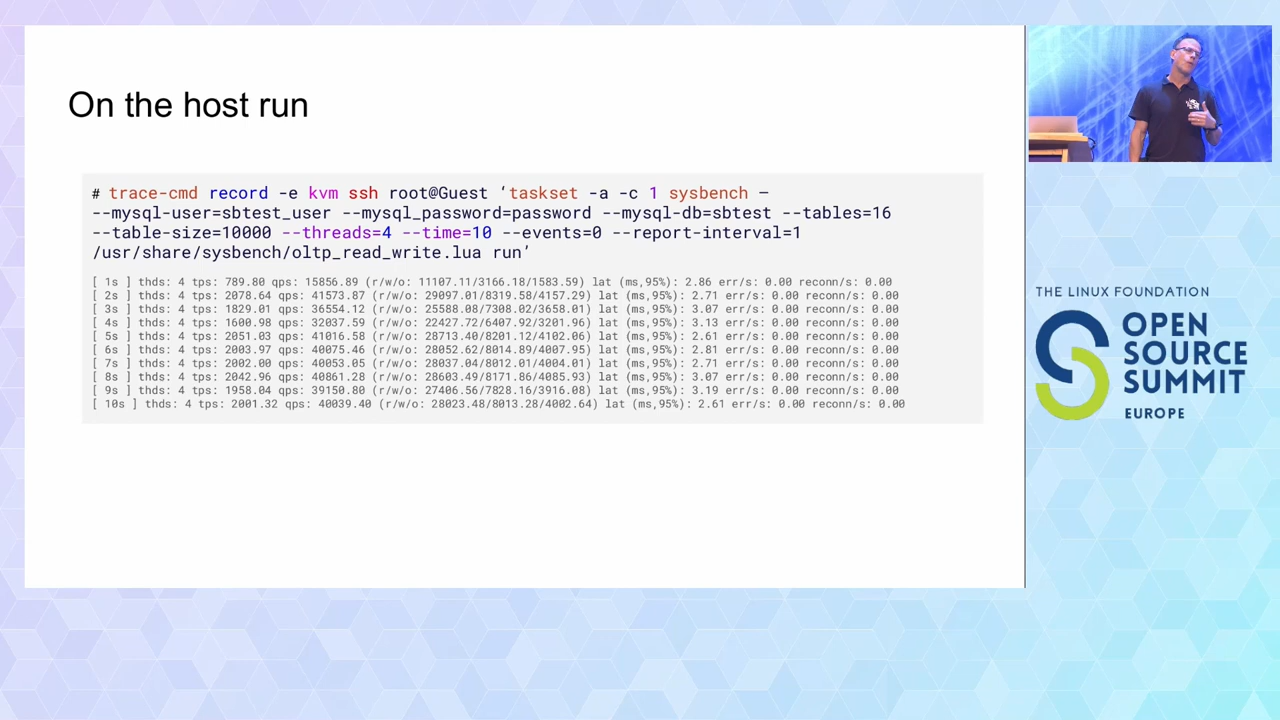 On the host run
# trace-cmd record -e kvm ssh root@Guest ‘taskset -a -c 1 sysbench –
--mysql-user=sbtest_user --mysql_password=password --mysql-db=sbtest --tables=16
--table-size=10000 --threads=4 --time=10 --events=0 --report-interval=1
/usr/share/sysbench/oltp_read_write.lua run’
[ 1s ] thds: 4 tps: 789.80 qps: 15856.89 (r/w/o: 11107.11/3166.18/1583.59) lat (ms,95%): 2.86 err/s: 0.00 reconn/s: 0.00
[ 2s ] thds: 4 tps: 2078.64 qps: 41573.87 (r/w/o: 29097.01/8319.58/4157.29) lat (ms,95%): 2.71 err/s: 0.00 reconn/s: 0.00
[ 3s ] thds: 4 tps: 1829.01 qps: 36554.12 (r/w/o: 25588.08/7308.02/3658.01) lat (ms,95%): 3.07 err/s: 0.00 reconn/s: 0.00
[ 4s ] thds: 4 tps: 1600.98 qps: 32037.59 (r/w/o: 22427.72/6407.92/3201.96) lat (ms,95%): 3.13 err/s: 0.00 reconn/s: 0.00
[ 5s ] thds: 4 tps: 2051.03 qps: 41016.58 (r/w/o: 28713.40/8201.12/4102.06) lat (ms,95%): 2.61 err/s: 0.00 reconn/s: 0.00
[ 6s ] thds: 4 tps: 2003.97 qps: 40075.46 (r/w/o: 28052.62/8014.89/4007.95) lat (ms,95%): 2.81 err/s: 0.00 reconn/s: 0.00
[ 7s ] thds: 4 tps: 2002.00 qps: 40053.05 (r/w/o: 28037.04/8012.01/4004.01) lat (ms,95%): 2.71 err/s: 0.00 reconn/s: 0.00
[ 8s ] thds: 4 tps: 2042.96 qps: 40861.28 (r/w/o: 28603.49/8171.86/4085.93) lat (ms,95%): 3.07 err/s: 0.00 reconn/s: 0.00
[ 9s ] thds: 4 tps: 1958.04 qps: 39150.80 (r/w/o: 27406.56/7828.16/3916.08) lat (ms,95%): 3.19 err/s: 0.00 reconn/s: 0.00
[ 10s ] thds: 4 tps: 2001.32 qps: 40039.40 (r/w/o: 28023.48/8013.28/4002.64) lat (ms,95%): 2.61 err/s: 0.00 reconn/s: 0.00
THE LINUX FOUNDATION
OPEN
SOURCE
SUMMIT
EUROPE